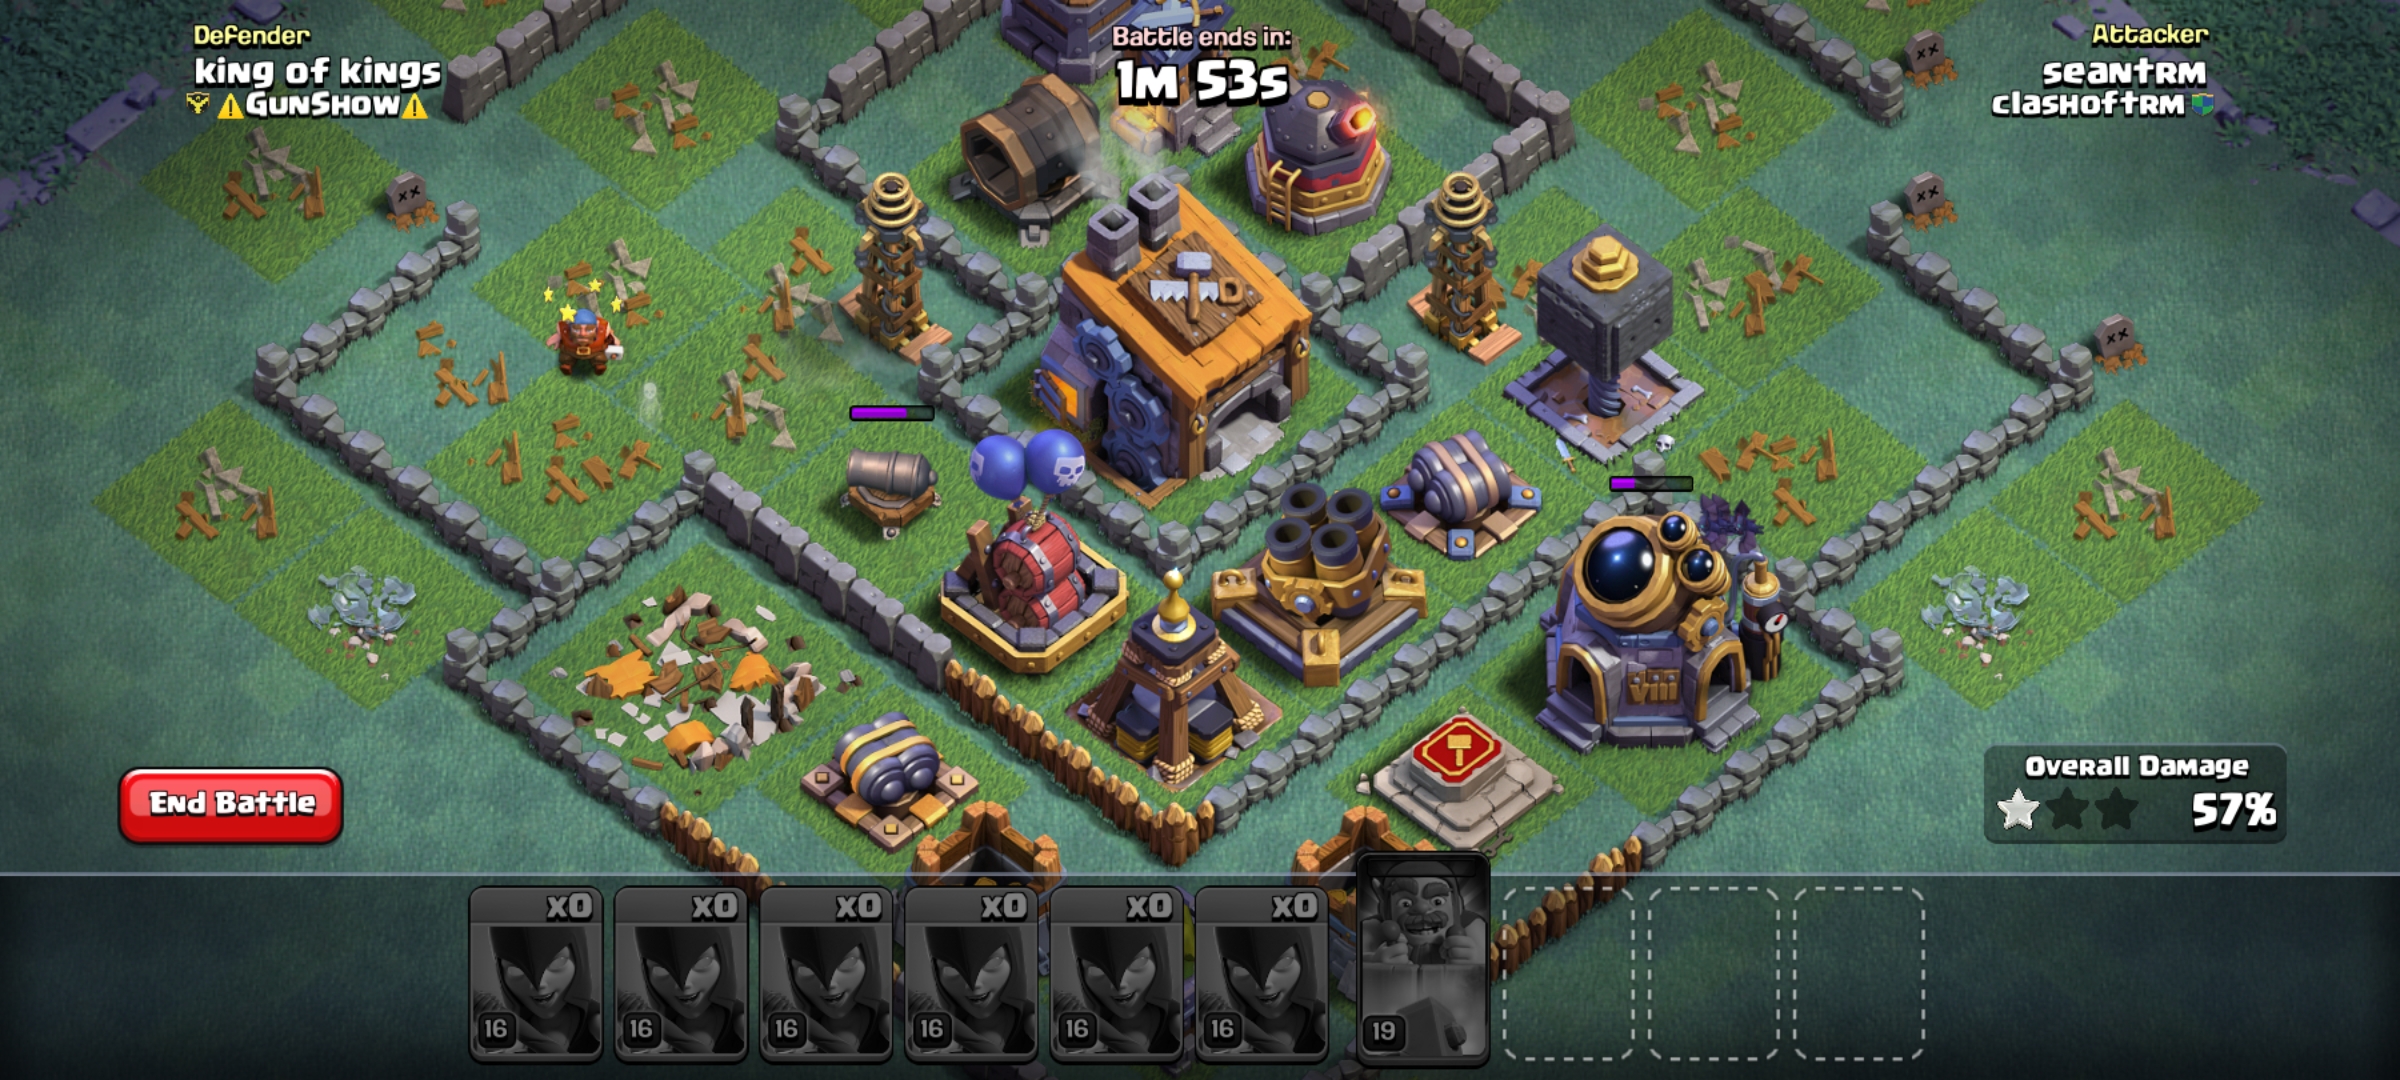 Defender
king of kings
⚠️GUNSHOW⚠️
Battle ends in:
1M 53s
Attacker
seantRM
clashoftRM
VIII
End Battle
Overall Damage
57%
x0
x0
x0
x0
x0
x0
16
16
16
16
16
16
19